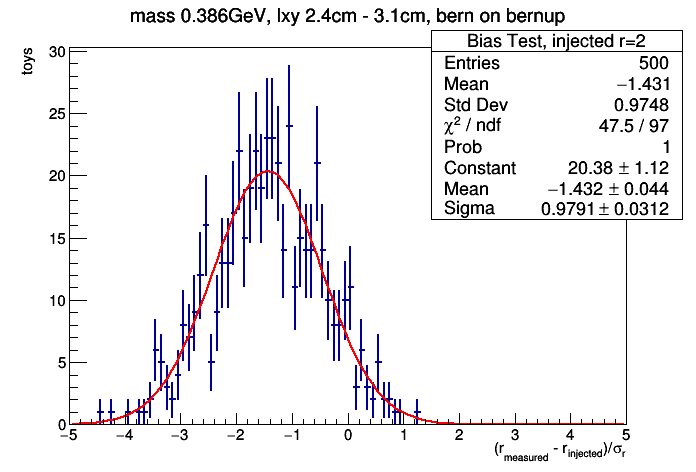 mass 0.386GeV, lxy 2.4cm - 3.1cm, bern on bernup
Bias Test, injected r=2
Entries 500
Mean −1.431
Std Dev 0.9748
χ² / ndf 47.5 / 97
Prob 1
Constant 20.38 ± 1.12
Mean −1.432 ± 0.044
Sigma 0.9791 ± 0.0312
toys
30
25
20
15
10
5
0
−5 −4 −3 −2 −1 0 1 2 3 4 5
(r_measured - r_injected)/σ_r